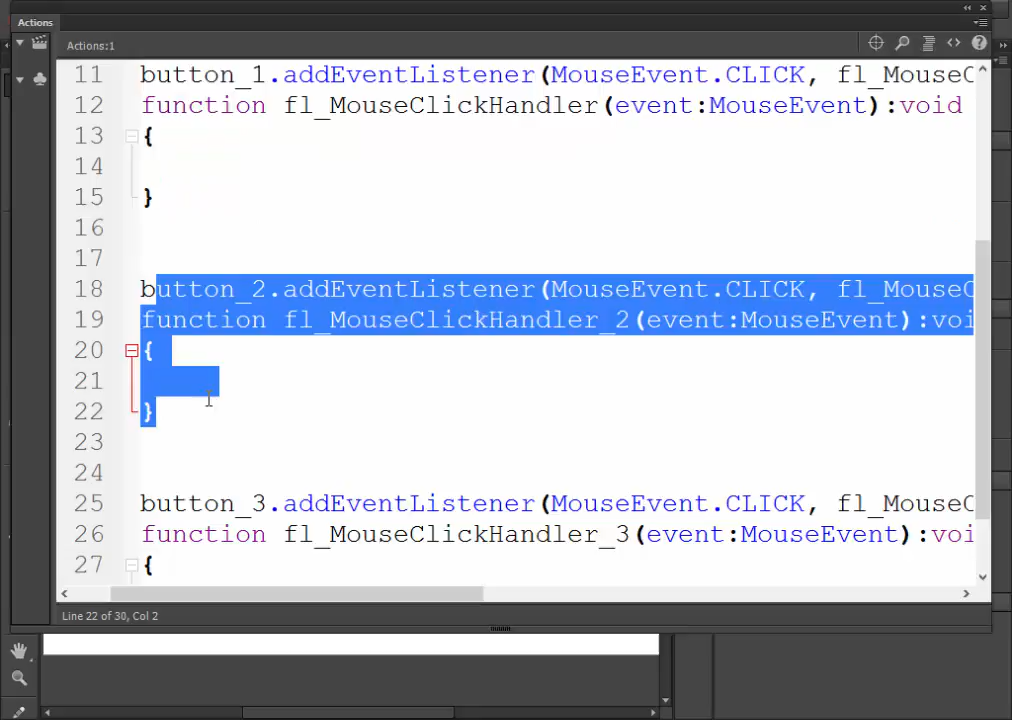 Actions
Actions:1
11 button_1.addEventListener(MouseEvent.CLICK, fl_MouseC
12 function fl_MouseClickHandler(event:MouseEvent):void
13 {
14
15 }
16
17
18 button_2.addEventListener(MouseEvent.CLICK, fl_MouseC
19 function fl_MouseClickHandler_2(event:MouseEvent):voi
20 {
21
22 }
23
24
25 button_3.addEventListener(MouseEvent.CLICK, fl_MouseC
26 function fl_MouseClickHandler_3(event:MouseEvent):voi
27 {
Line 22 of 30, Col 2